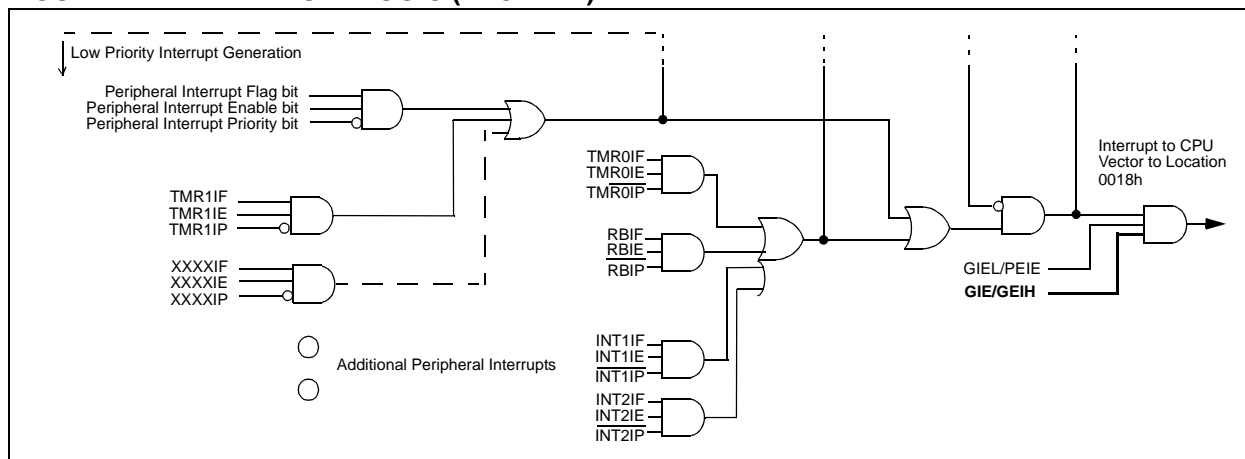 Low Priority Interrupt Generation
Peripheral Interrupt Flag bit
Peripheral Interrupt Enable bit
Peripheral Interrupt Priority bit
TMR1IF
TMR1IE
TMR1IP
XXXXIF
XXXXIE
XXXXIP
Additional Peripheral Interrupts
TMR0IF
TMR0IE
TMR0IP
RBIF
RBIE
RBIP
INT1IF
INT1IE
INT1IP
INT2IF
INT2IE
INT2IP
Interrupt to CPU
Vector to Location
0018h
GIEL/PEIE
GIE/GEIH